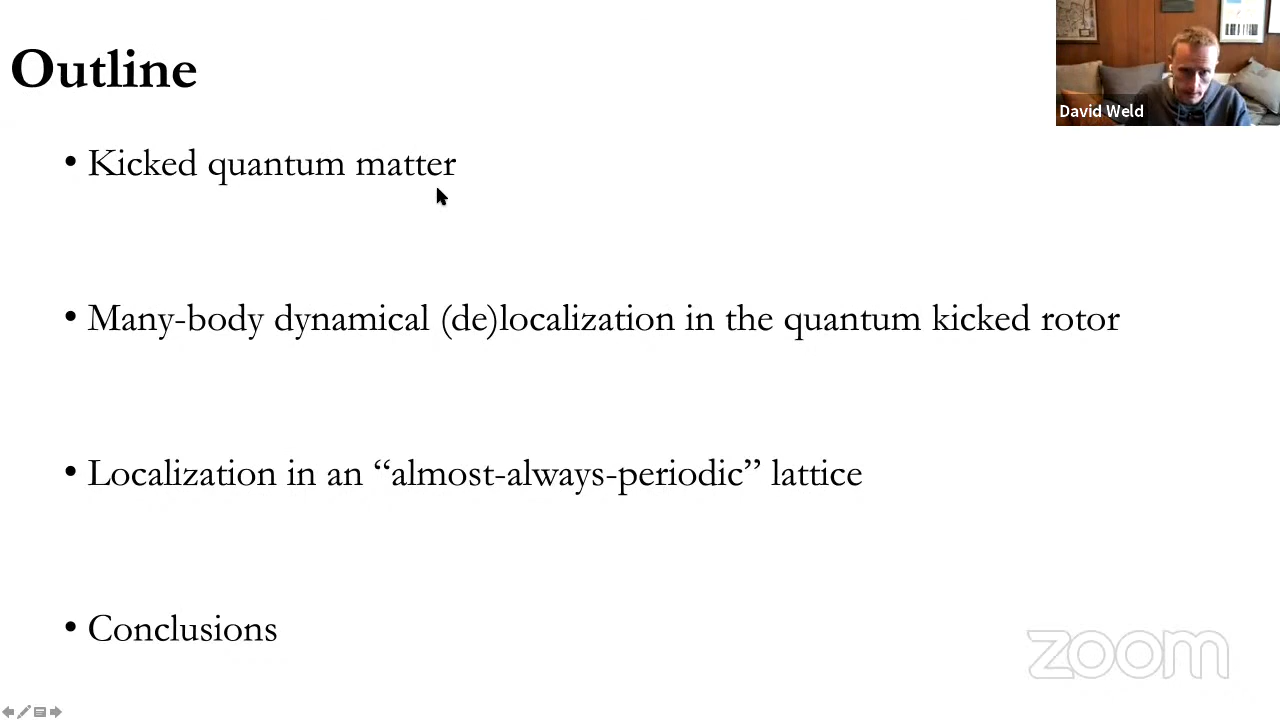 Outline
David Weld
• Kicked quantum matter
• Many-body dynamical (de)localization in the quantum kicked rotor
• Localization in an “almost-always-periodic” lattice
• Conclusions
zoom